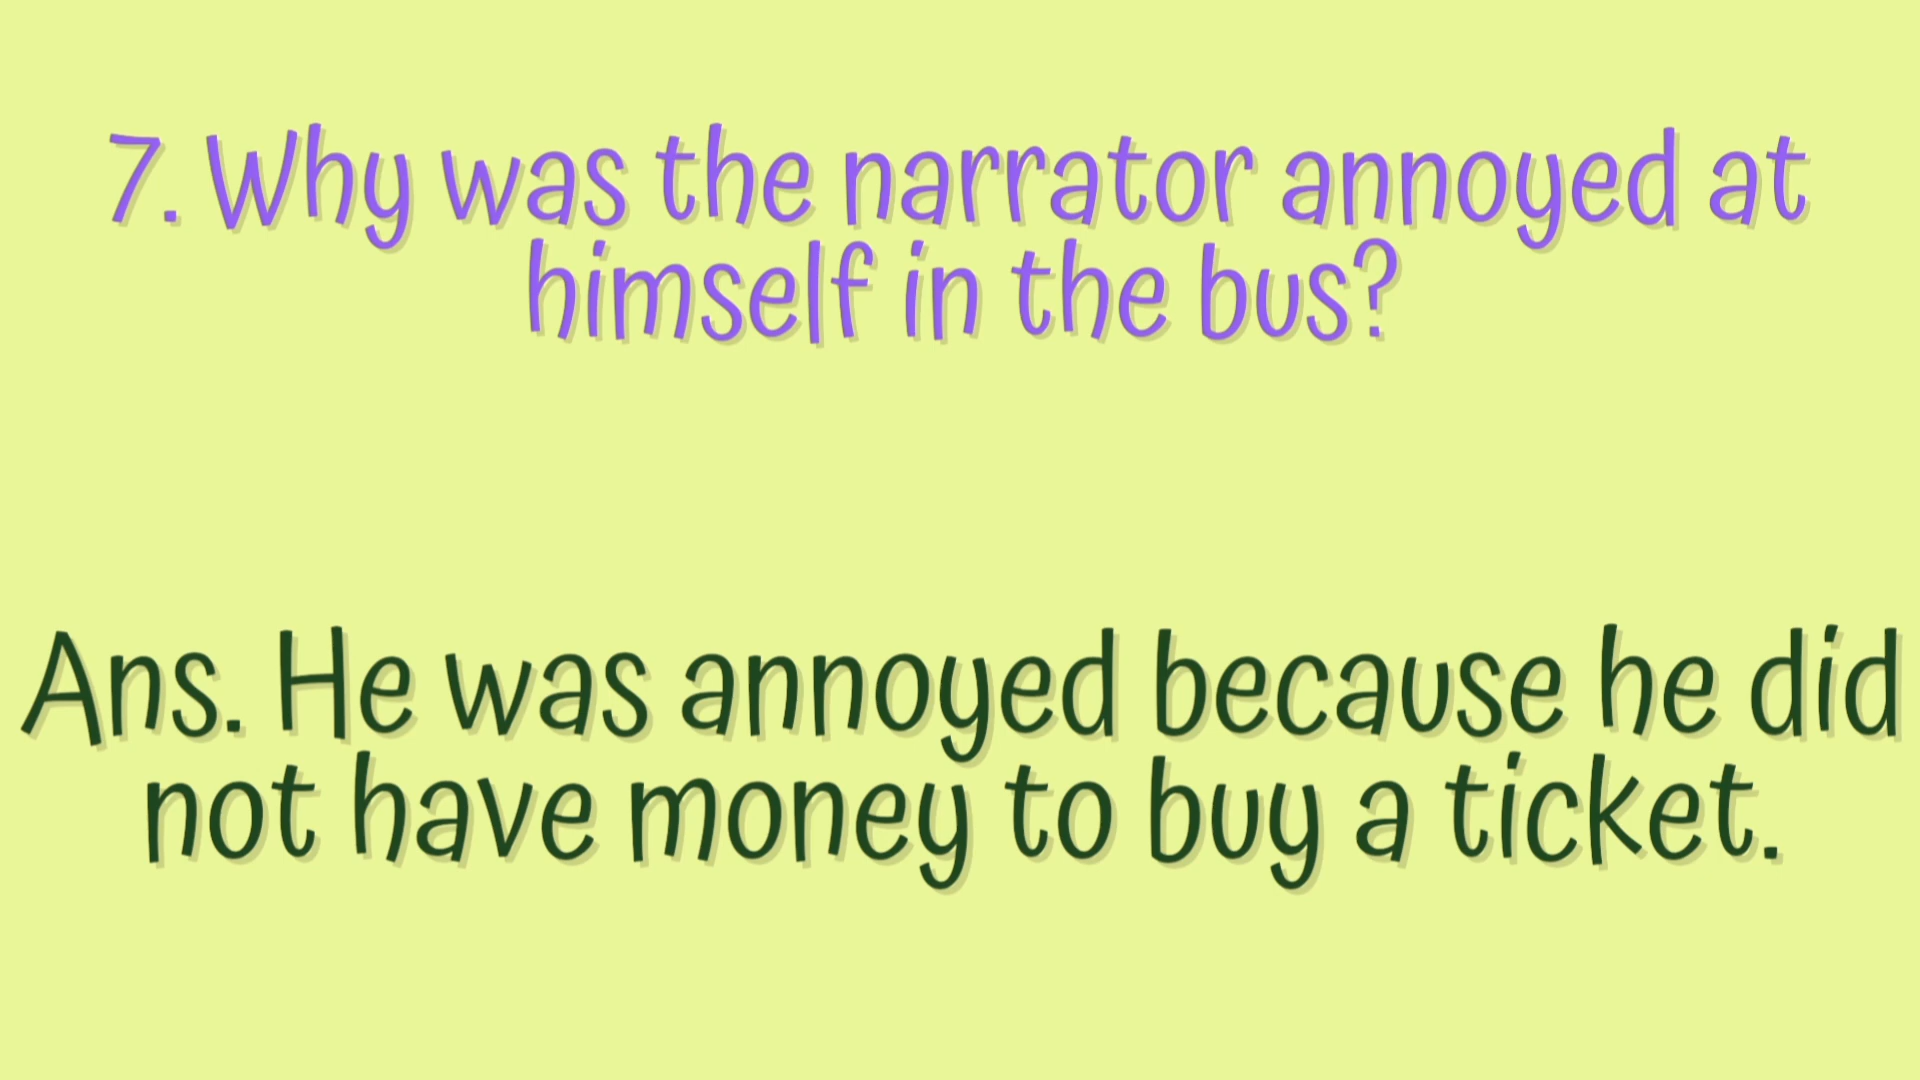 7. Why was the narrator annoyed at
himself in the bus?
Ans. He was annoyed because he did
not have money to buy a ticket.